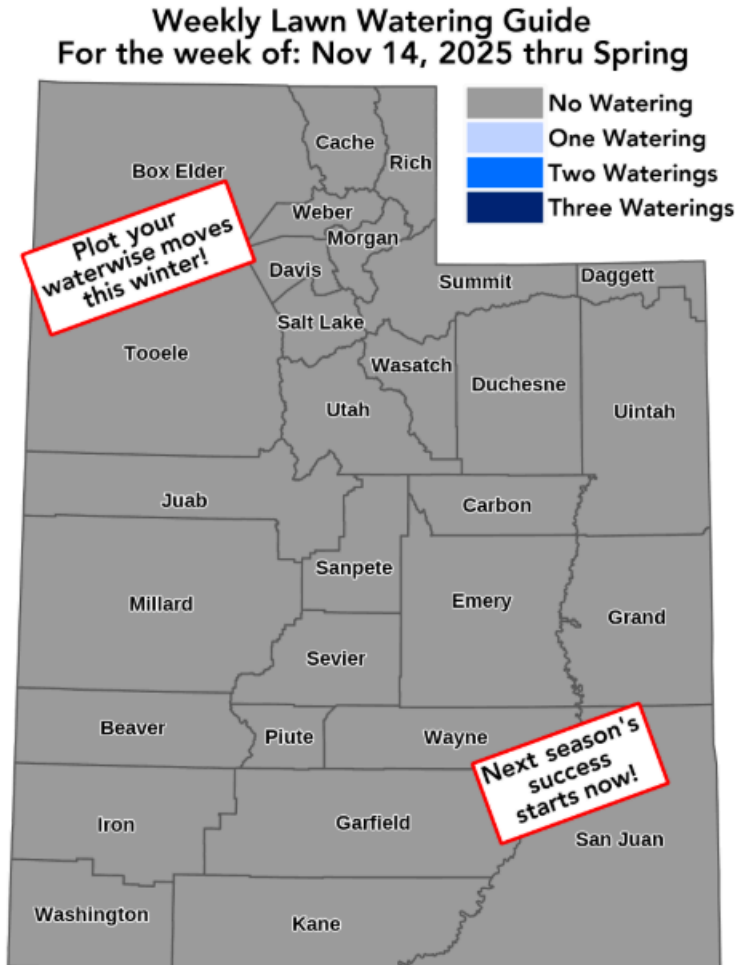 Weekly Lawn Watering Guide
For the week of: Nov 14, 2025 thru Spring
No Watering
One Watering
Two Waterings
Three Waterings
Cache
Rich
Box Elder
Weber
Morgan
Plot your
waterwise moves
this winter!
Davis
Summit
Daggett
Salt Lake
Tooele
Wasatch
Duchesne
Utah
Uintah
Juab
Carbon
Sanpete
Millard
Emery
Grand
Sevier
Beaver
Piute
Wayne
Next season's
success
starts now!
Iron
Garfield
San Juan
Washington
Kane